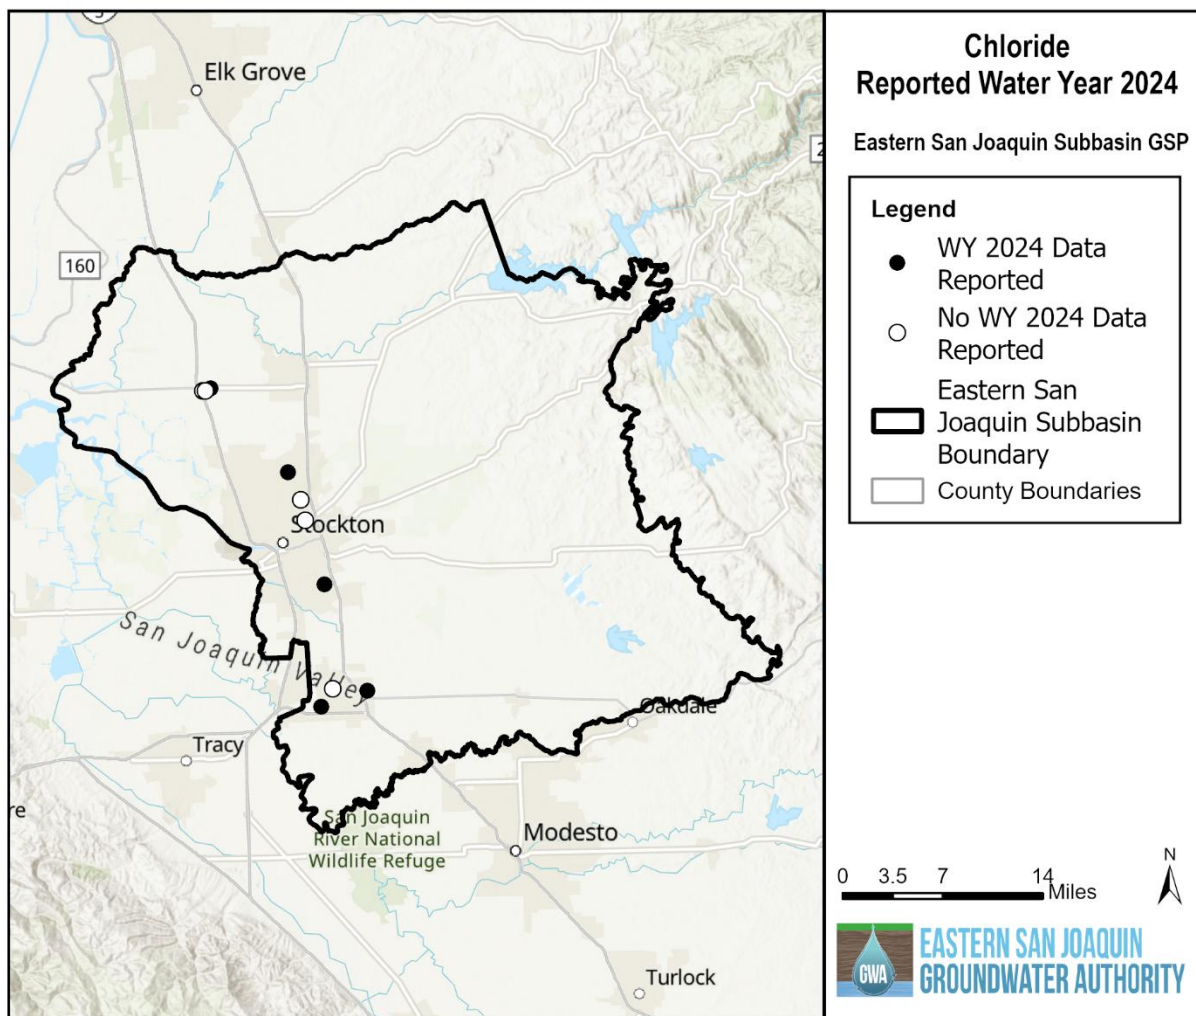 Chloride
Reported Water Year 2024
Eastern San Joaquin Subbasin GSP
Legend
WY 2024 Data
Reported
No WY 2024 Data
Reported
Eastern San
Joaquin Subbasin
Boundary
County Boundaries
Elk Grove
160
Stockton
San Joaquin Valley
Oakdale
Tracy
re
San Joaquin
River National
Wildlife Refuge
Modesto
Turlock
N
0 3.5 7 14
Miles
GWA
EASTERN SAN JOAQUIN
GROUNDWATER AUTHORITY